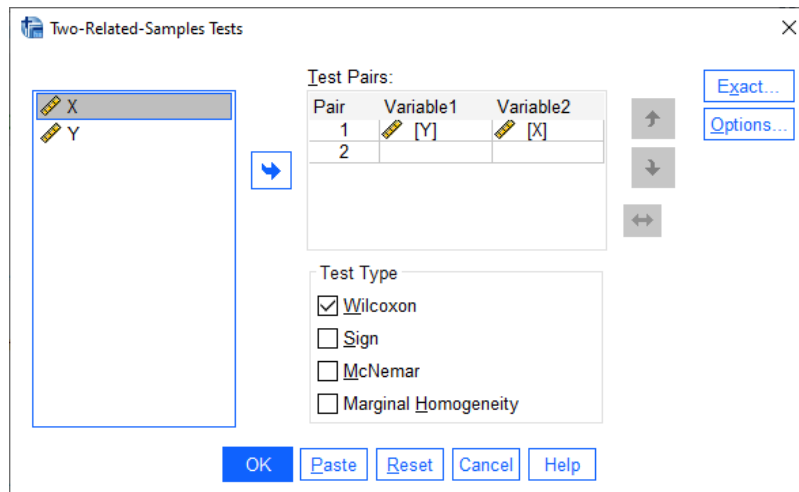 Two-Related-Samples Tests
X
Y
Test Pairs:
Pair Variable1 Variable2
1 [Y] [X]
2
Exact...
Options...
Test Type
Wilcoxon
Sign
McNemar
Marginal Homogeneity
OK Paste Reset Cancel Help